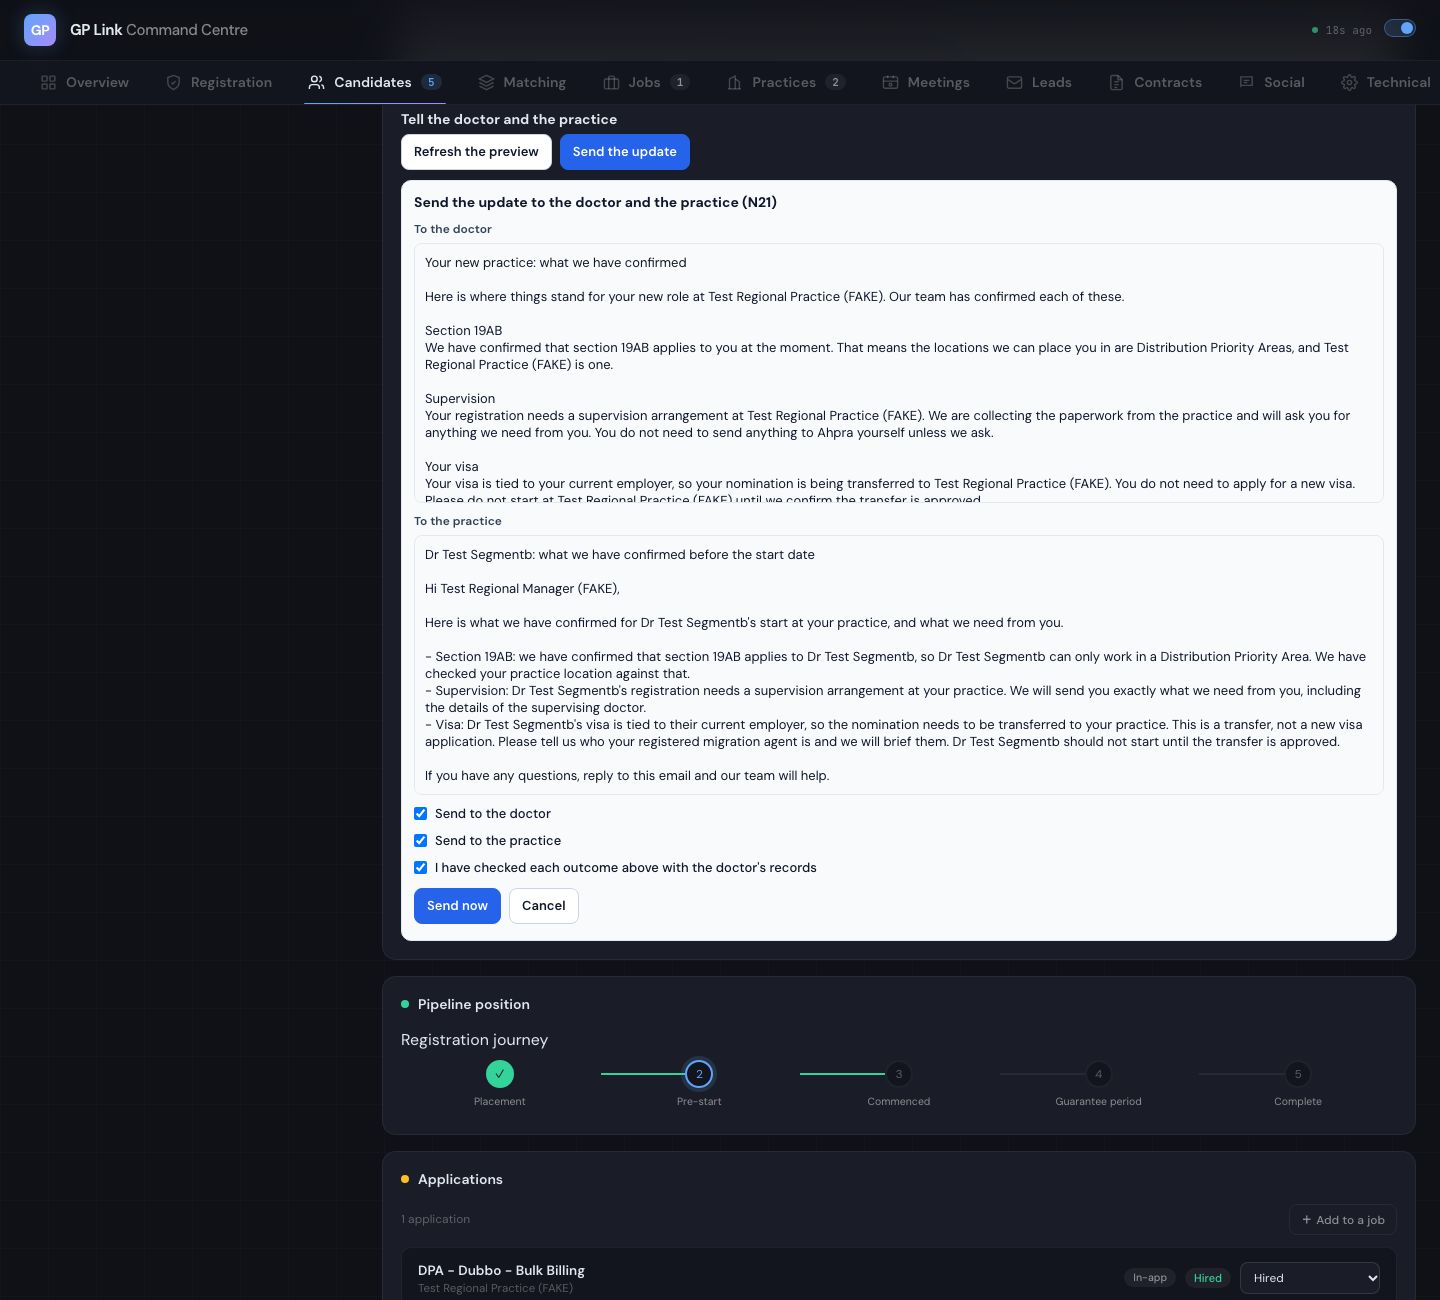 GP
GP Link Command Centre
18s ago
Overview
Registration
Candidates 5
Matching
Jobs 1
Practices 2
Meetings
Leads
Contracts
Social
Technical
Tell the doctor and the practice
Refresh the preview
Send the update
Send the update to the doctor and the practice (N21)
To the doctor
Your new practice: what we have confirmed
Here is where things stand for your new role at Test Regional Practice (FAKE). Our team has confirmed each of these.
Section 19AB
We have confirmed that section 19AB applies to you at the moment. That means the locations we can place you in are Distribution Priority Areas, and Test
Regional Practice (FAKE) is one.
Supervision
Your registration needs a supervision arrangement at Test Regional Practice (FAKE). We are collecting the paperwork from the practice and will ask you for
anything we need from you. You do not need to send anything to Ahpra yourself unless we ask.
Your visa
Your visa is tied to your current employer, so your nomination is being transferred to Test Regional Practice (FAKE). You do not need to apply for a new visa.
Please do not start at Test Regional Practice (FAKE) until we confirm the transfer is approved.
To the practice
Dr Test Segmentb: what we have confirmed before the start date
Hi Test Regional Manager (FAKE),
Here is what we have confirmed for Dr Test Segmentb's start at your practice, and what we need from you.
- Section 19AB: we have confirmed that section 19AB applies to Dr Test Segmentb, so Dr Test Segmentb can only work in a Distribution Priority Area. We have
checked your practice location against that.
- Supervision: Dr Test Segmentb's registration needs a supervision arrangement at your practice. We will send you exactly what we need from you, including
the details of the supervising doctor.
- Visa: Dr Test Segmentb's visa is tied to their current employer, so the nomination needs to be transferred to your practice. This is a transfer, not a new visa
application. Please tell us who your registered migration agent is and we will brief them. Dr Test Segmentb should not start until the transfer is approved.
If you have any questions, reply to this email and our team will help.
Send to the doctor
Send to the practice
I have checked each outcome above with the doctor's records
Send now
Cancel
Pipeline position
Registration journey
2
3
4
5
Placement
Pre-start
Commenced
Guarantee period
Complete
Applications
1 application
+ Add to a job
DPA - Dubbo - Bulk Billing
Test Regional Practice (FAKE)
In-app
Hired
Hired